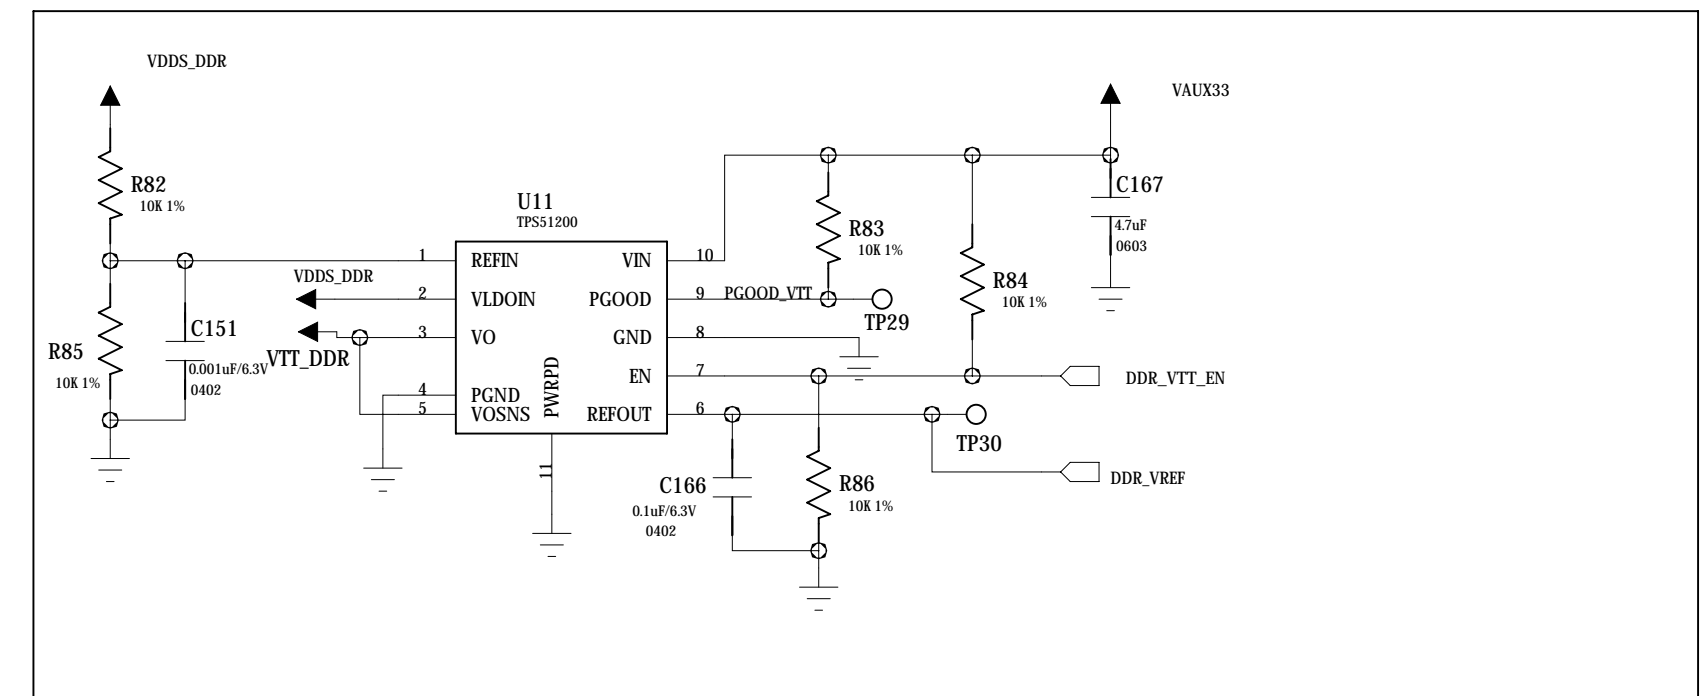 VDDS_DDR
VAUX33
R82
10K 1%
C167
4.7uF
0603
U11
TPS51200
R83
10K 1%
1
REFIN
VIN
10
VDDS_DDR
2
VLDOIN
PGOOD
9
PGOOD_VTT
TP29
R84
10K 1%
C151
0.001uF/6.3V
0402
R85
10K 1%
VTT_DDR
3
VO
GND
8
EN
7
DDR_VTT_EN
4
PGND
5
VOSNS
PWRPD
REFOUT
6
TP30
11
DDR_VREF
C166
0.1uF/6.3V
0402
R86
10K 1%